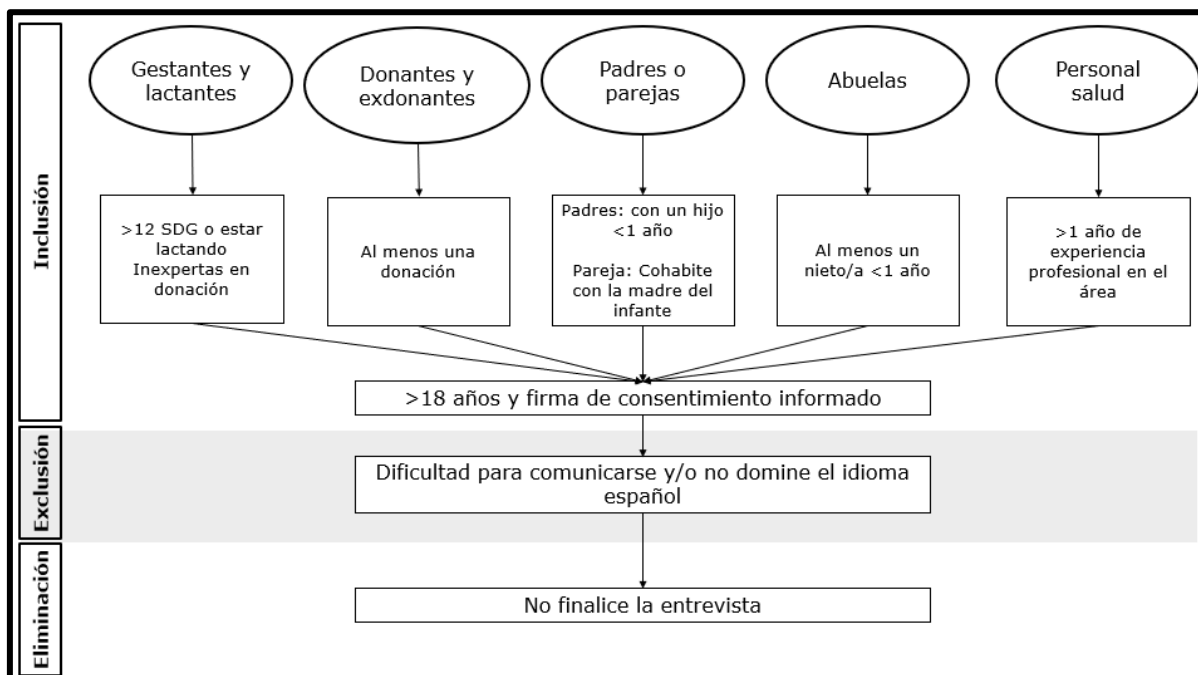 Inclusión
Gestantes y
lactantes
Donantes y
exdonantes
Padres o
parejas
Abuelas
Personal
salud
>12 SDG o estar
lactando
Inexpertas en
donación
Al menos una
donación
Padres: con un hijo
<1 año
Pareja: Cohabite
con la madre del
infante
Al menos un
nieto/a <1 año
>1 año de
experiencia
profesional en el
área
>18 años y firma de consentimiento informado
Exclusión
Dificultad para comunicarse y/o no domine el idioma
español
Eliminación
No finalice la entrevista